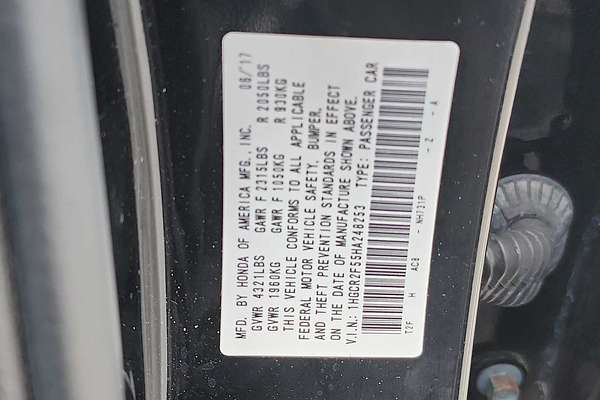 MFD. BY HONDA OF AMERICA MFG., INC. 06/17
GVWR 4321LBS GAWR F 2315LBS R 2050LBS
GVWR 1960KG GAWR F 1050KG R 930KG
THIS VEHICLE CONFORMS TO ALL APPLICABLE
FEDERAL MOTOR VEHICLE SAFETY, BUMPER,
AND THEFT PREVENTION STANDARDS IN EFFECT
ON THE DATE OF MANUFACTURE SHOWN ABOVE.
V.I.N.: 1HGCR2F55HA248253 TYPE: PASSENGER CAR
T2F H ACB - NH731P - Z - A